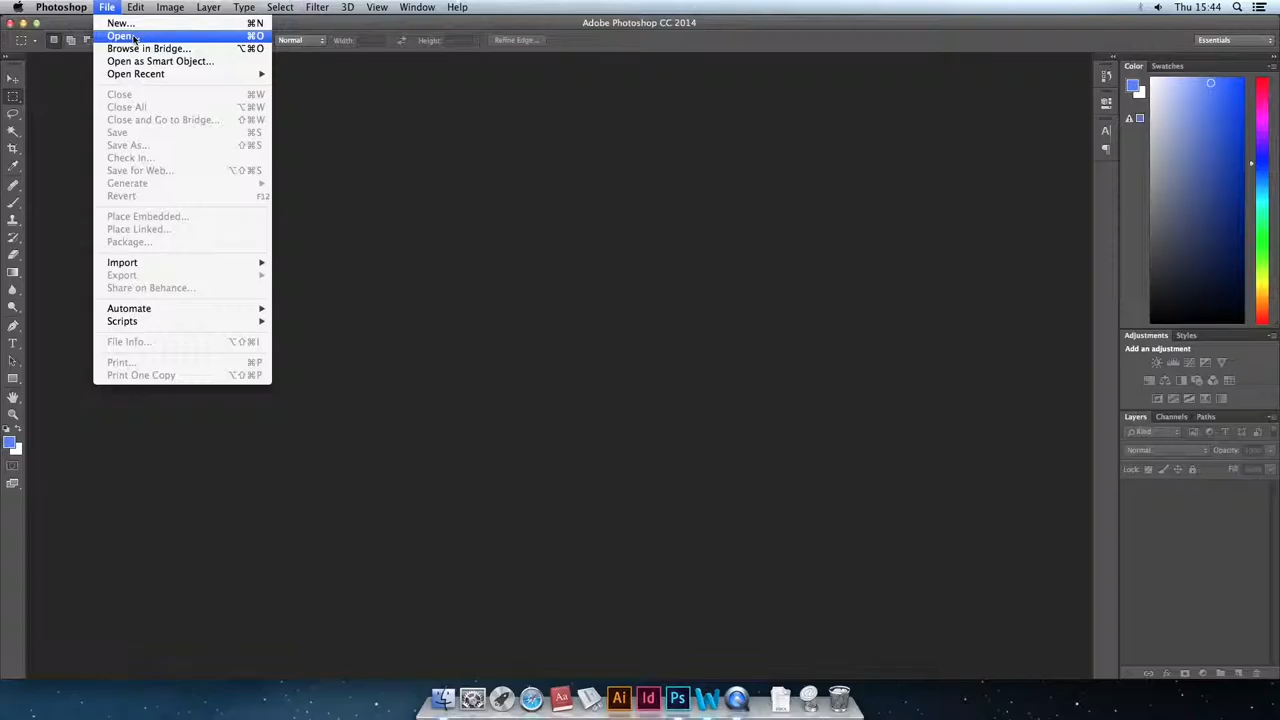 Photoshop File Edit Image Layer Type Select Filter 3D View Window Help Thu 15:44
Adobe Photoshop CC 2014
Normal Width: Height: Refine Edge... Essentials
New... ⌘N
Open... ⌘O
Browse in Bridge... ⌥⌘O
Open as Smart Object...
Open Recent
Close ⌘W
Close All ⌥⌘W
Close and Go to Bridge... ⇧⌘W
Save ⌘S
Save As... ⇧⌘S
Check In...
Save for Web... ⌥⇧⌘S
Generate
Revert F12
Place Embedded...
Place Linked...
Package...
Import
Export
Share on Behance...
Automate
Scripts
File Info... ⌥⇧⌘I
Print... ⌘P
Print One Copy ⌥⇧⌘P
Color Swatches
Adjustments Styles
Add an adjustment
Layers Channels Paths
Kind
Normal Opacity:
Lock: Fill:
Aa Ai Id Ps W